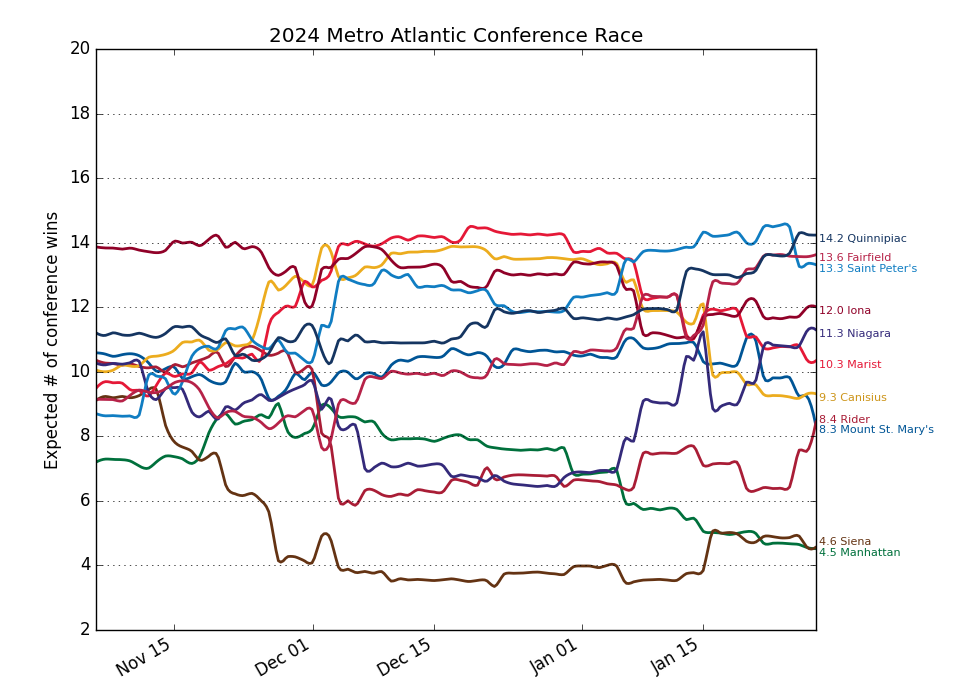 2024 Metro Atlantic Conference Race
Expected # of conference wins
20
18
16
14
12
10
8
6
4
2
14.2 Quinnipiac
13.6 Fairfield
13.3 Saint Peter's
12.0 Iona
11.3 Niagara
10.3 Marist
9.3 Canisius
8.4 Rider
8.3 Mount St. Mary's
4.6 Siena
4.5 Manhattan
Nov 15
Dec 01
Dec 15
Jan 01
Jan 15